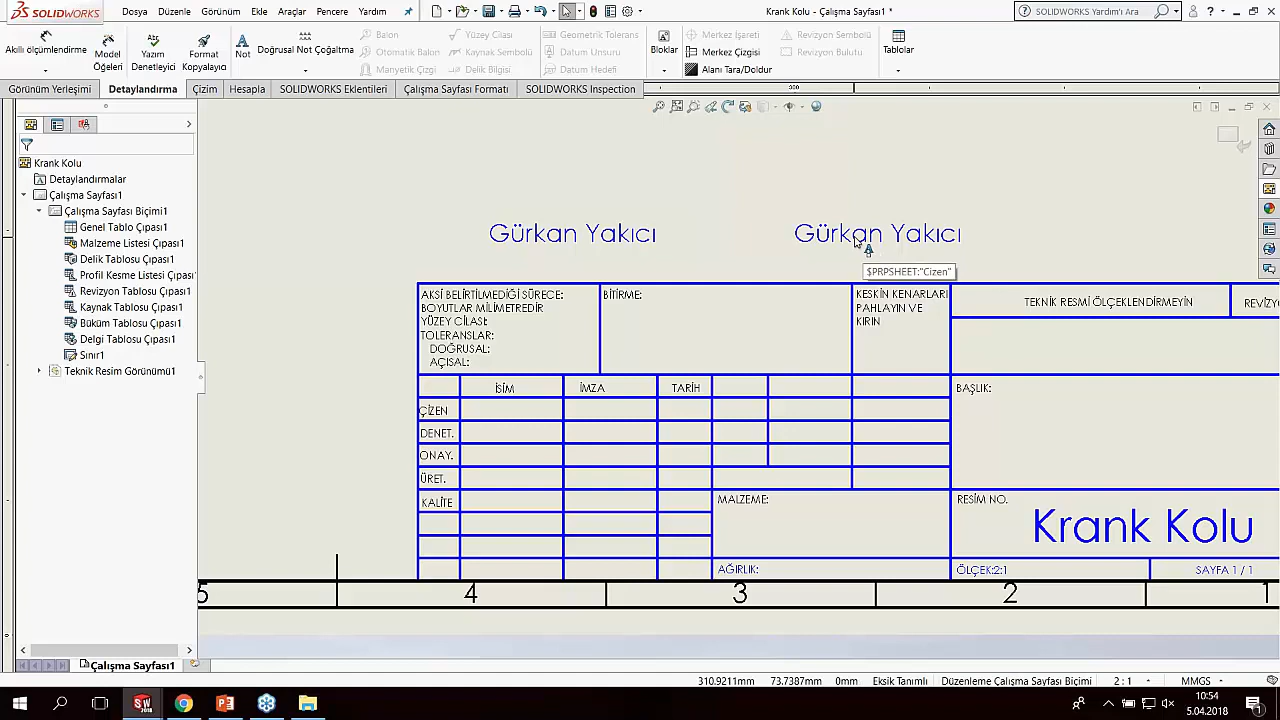 SOLIDWORKS Dosya Düzenle Görünüm Ekle Araçlar Pencere Yardım Krank Kolu - Çalışma Sayfası1 * SOLIDWORKS Yardım'ı Ara
Akıllı ölçümlendirme Model Öğeleri Yazım Denetleyici Format Kopyalayıcı Not Doğrusal Not Çoğaltma Balon Otomatik Balon Manyetik Çizgi Yüzey Cilası Kaynak Sembolü Delik Bilgisi Geometrik Tolerans Datum Unsuru Datum Hedefi Bloklar Merkez İşareti Merkez Çizgisi Alanı Tara/Doldur Revizyon Sembolü Revizyon Bulutu Tablolar
Görünüm Yerleşimi Detaylandırma Çizim Hesapla SOLIDWORKS Eklentileri Çalışma Sayfası Formatı SOLIDWORKS Inspection
300
Krank Kolu
Detaylandırmalar
Çalışma Sayfası1
Çalışma Sayfası Biçimi1
Genel Tablo Çıpası1
Malzeme Listesi Çıpası1
Delik Tablosu Çıpası1
Profil Kesme Listesi Çıpası
Revizyon Tablosu Çıpası1
Kaynak Tablosu Çıpası1
Büküm Tablosu Çıpası1
Delgi Tablosu Çıpası1
Sınır1
Teknik Resim Görünümü1
Gürkan Yakıcı Gürkan Yakıcı
$PRPSHEET:"Cizen"
AKSİ BELİRTİLMEDİĞİ SÜRECE:
BOYUTLAR MİLİMETREDİR
YÜZEY CİLASI:
TOLERANSLAR:
DOĞRUSAL:
AÇISAL:
BİTİRME:
KESKİN KENARLARI
PAHLAYIN VE
KIRIN
TEKNİK RESMİ ÖLÇEKLENDİRMEYİN REVİZYO
İSİM İMZA TARİH
BAŞLIK:
ÇİZEN
DENET.
ONAY.
ÜRET.
KALİTE
MALZEME:
RESİM NO.
Krank Kolu
AĞIRLIK: ÖLÇEK:2:1 SAYFA 1 / 1
5 4 3 2 1
Çalışma Sayfası1
310.9211mm 73.7387mm 0mm Eksik Tanımlı Düzenleme Çalışma Sayfası Biçimi 2 : 1 MMGS
10:54
5.04.2018